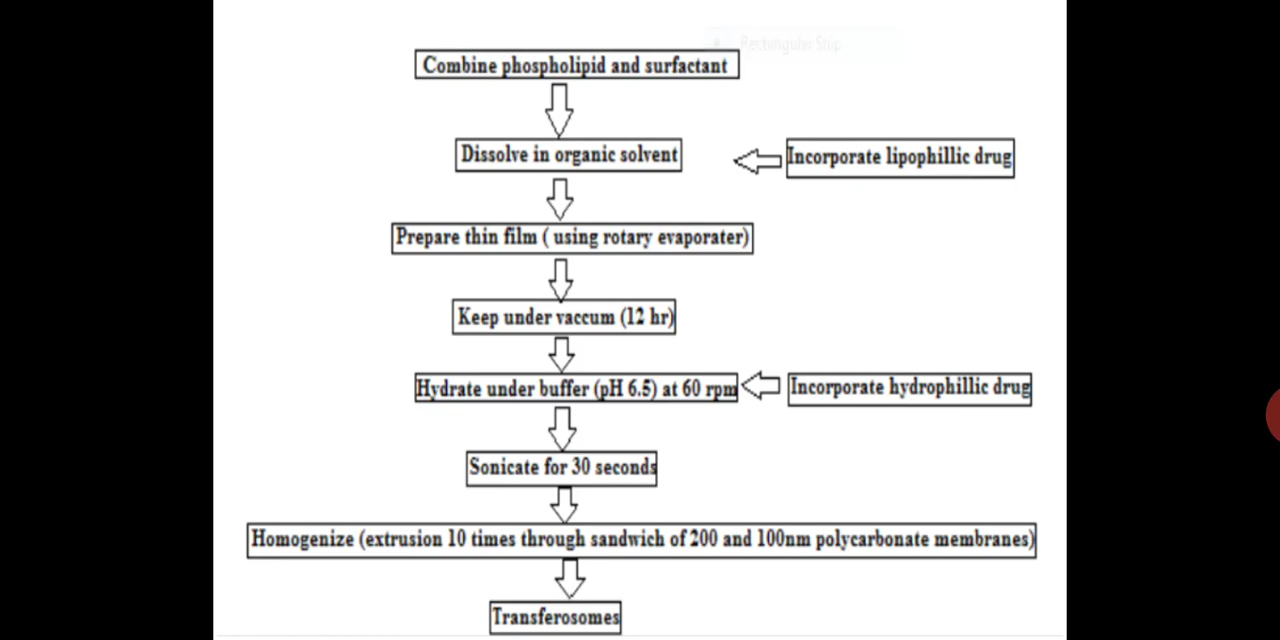 Rectangular Snip
Combine phospholipid and surfactant
Dissolve in organic solvent
Incorporate lipophillic drug
Prepare thin film ( using rotary evaporater)
Keep under vaccum (12 hr)
Hydrate under buffer (pH 6.5) at 60 rpm
Incorporate hydrophillic drug
Sonicate for 30 seconds
Homogenize (extrusion 10 times through sandwich of 200 and 100nm polycarbonate membranes)
Transferosomes